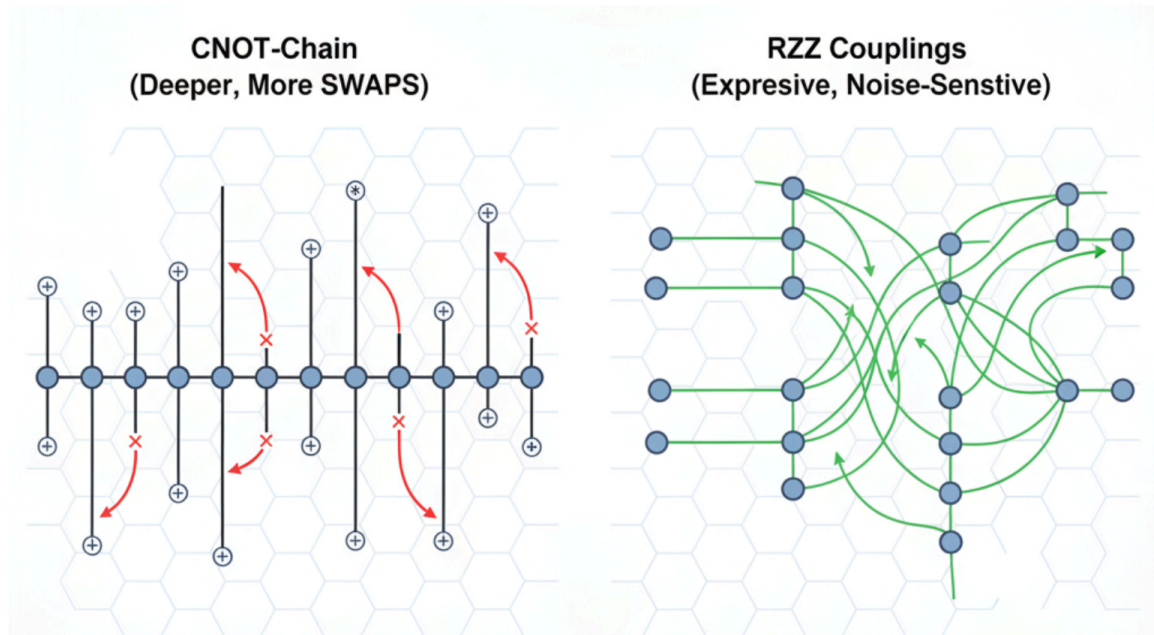 CNOT-Chain
(Deeper, More SWAPS)
RZZ Couplings
(Expresive, Noise-Senstive)